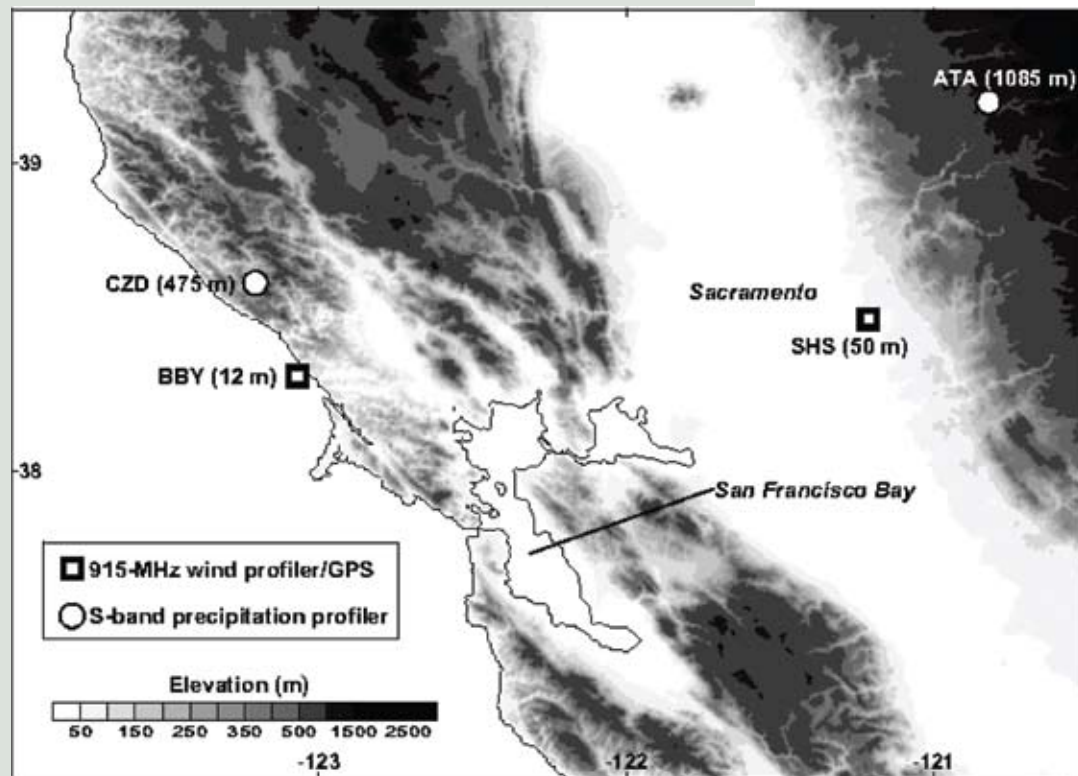 ATA (1085 m)
39
CZD (475 m)
Sacramento
SHS (50 m)
BBY (12 m)
38
San Francisco Bay
915-MHz wind profiler/GPS
S-band precipitation profiler
Elevation (m)
50 150 250 350 500 1500 2500
-123 -122 -121